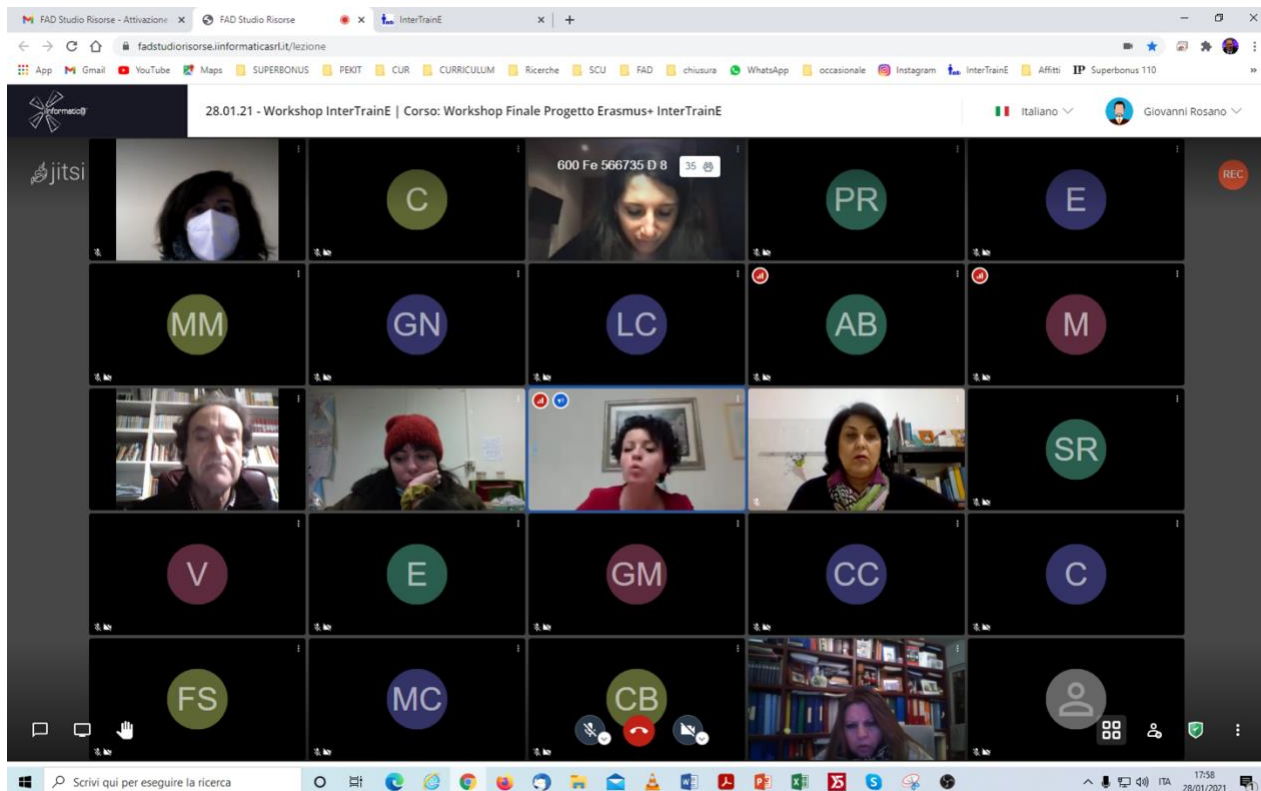 FAD Studio Risorse - Attivazione
FAD Studio Risorse
InterTrainE
fadstudiorisorse.iinformaticasrl.it/lezione
App Gmail YouTube Maps SUPERBONUS PEKIT CUR CURRICULUM Ricerche SCU FAD chiusura WhatsApp occasionale Instagram InterTrainE Affitti IP Superbonus 110 »
informatic@
28.01.21 - Workshop InterTrainE | Corso: Workshop Finale Progetto Erasmus+ InterTrainE
Italiano
Giovanni Rosano
jitsi
600 Fe 566735 D 8 35
REC
C PR E
MM GN LC AB M
SR
V E GM CC C
FS MC CB
Scrivi qui per eseguire la ricerca
ITA
17:58
28/01/2021